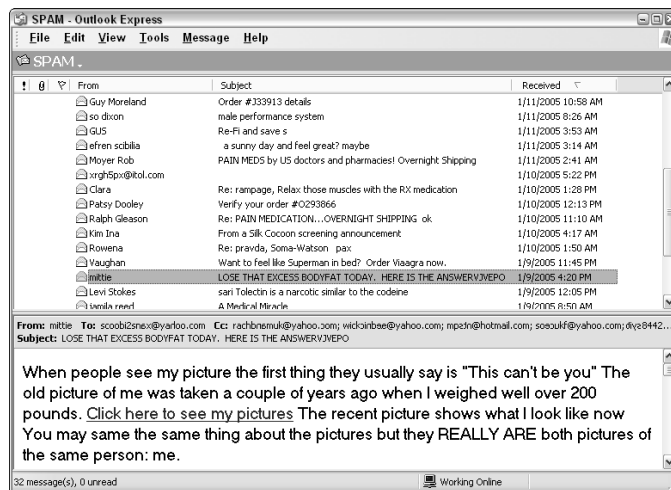 SPAM - Outlook Express
File Edit View Tools Message Help
SPAM
! From Subject Received
Guy Moreland Order #J33913 details 1/11/2005 10:58 AM
so dixon male performance system 1/11/2005 8:26 AM
GUS Re-Fi and save s 1/11/2005 3:53 AM
efren scibilia a sunny day and feel great? maybe 1/11/2005 3:14 AM
Moyer Rob PAIN MEDS by US doctors and pharmacies! Overnight Shipping 1/11/2005 2:41 AM
xrgh5px@itol.com 1/10/2005 5:22 PM
Clara Re: rampage, Relax those muscles with the RX medication 1/10/2005 1:28 PM
Patsy Dooley Verify your order #O293866 1/10/2005 12:13 PM
Ralph Gleason Re: PAIN MEDICATION...OVERNIGHT SHIPPING ok 1/10/2005 11:10 AM
Kim Ina From a Silk Cocoon screening announcement 1/10/2005 4:17 AM
Rowena Re: pravda, Soma-Watson pax 1/10/2005 1:50 AM
Vaughan Want to feel like Superman in bed? Order Viaagra now. 1/9/2005 11:45 PM
mittie LOSE THAT EXCESS BODYFAT TODAY. HERE IS THE ANSWERVJVEPO 1/9/2005 4:20 PM
Levi Stokes sari Tolectin is a narcotic similar to the codeine 1/9/2005 12:05 PM
jamila reed A Medical Miracle 1/9/2005 8:50 AM
From: mittie To: Cc:
Subject: LOSE THAT EXCESS BODYFAT TODAY. HERE IS THE ANSWERVJVEPO
When people see my picture the first thing they usually say is "This can't be you" The
old picture of me was taken a couple of years ago when I weighed well over 200
pounds. Click here to see my pictures The recent picture shows what I look like now
You may same the same thing about the pictures but they REALLY ARE both pictures of
the same person: me.
32 message(s), 0 unread Working Online